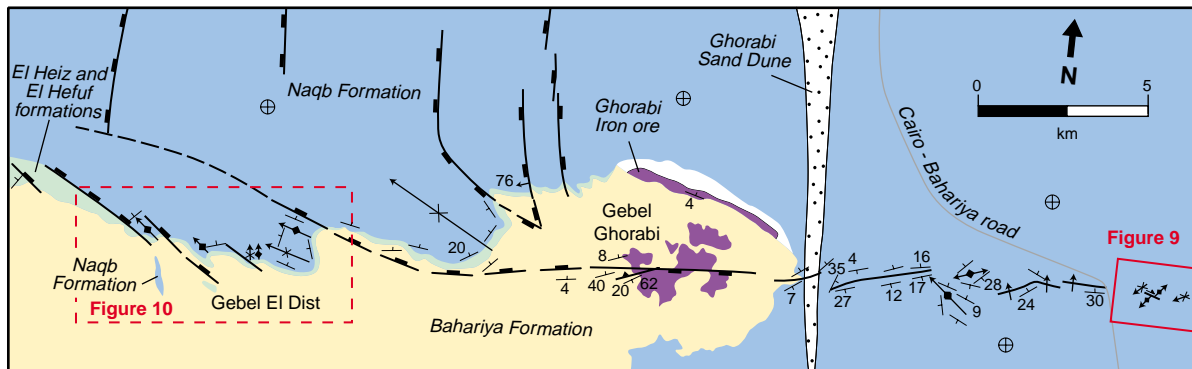 El Heiz and
El Hefuf
formations
Naqb Formation
Ghorabi
Sand Dune
Ghorabi
Iron ore
N
0
5
km
Cairo - Bahariya road
76
4
20
Gebel
Ghorabi
8
4
40
20
62
7
35
4
16
27
12
17
28
9
24
30
Figure 9
Naqb
Formation
Figure 10
Gebel El Dist
Bahariya Formation